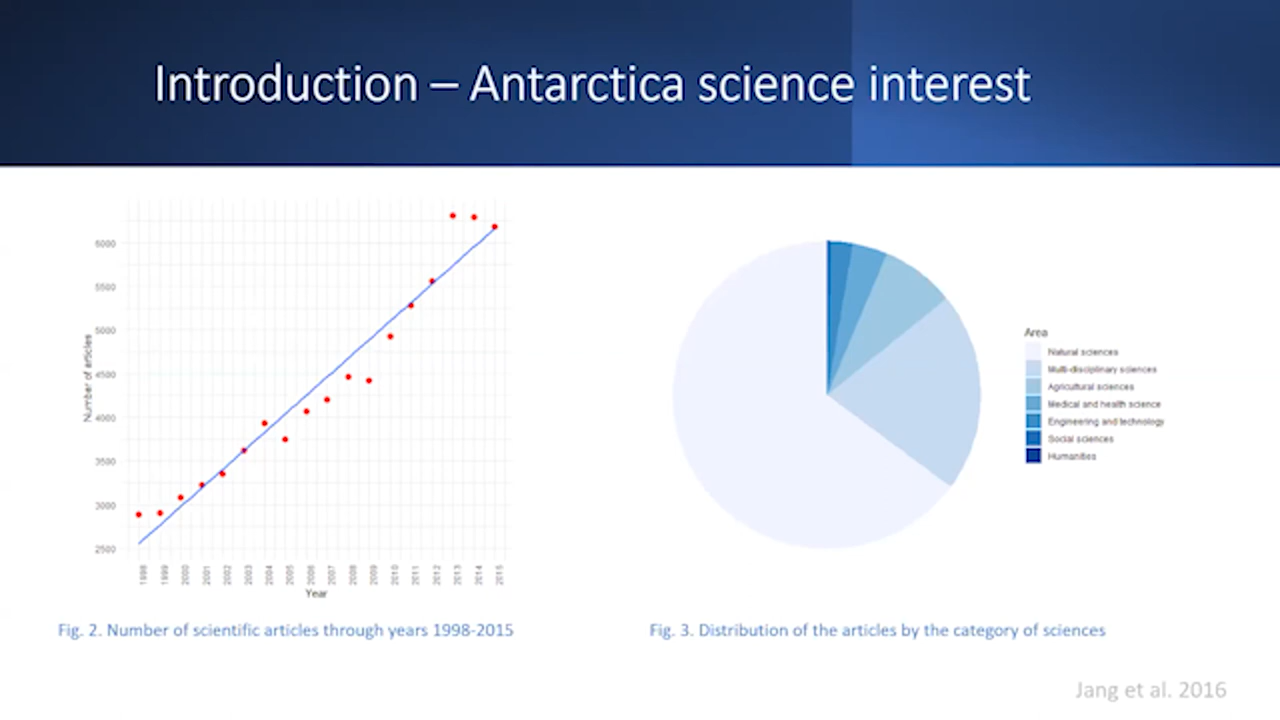 Introduction – Antarctica science interest
6000
5500
5000
4500
4000
3500
3000
2500
Number of articles
1998
1999
2000
2001
2002
2003
2004
2005
2006
2007
2008
2009
2010
2011
2012
2013
2014
2015
Year
Fig. 2. Number of scientific articles through years 1998-2015
Area
Natural sciences
Multi-disciplinary sciences
Agricultural sciences
Medical and health science
Engineering and technology
Social sciences
Humanities
Fig. 3. Distribution of the articles by the category of sciences
Jang et al. 2016